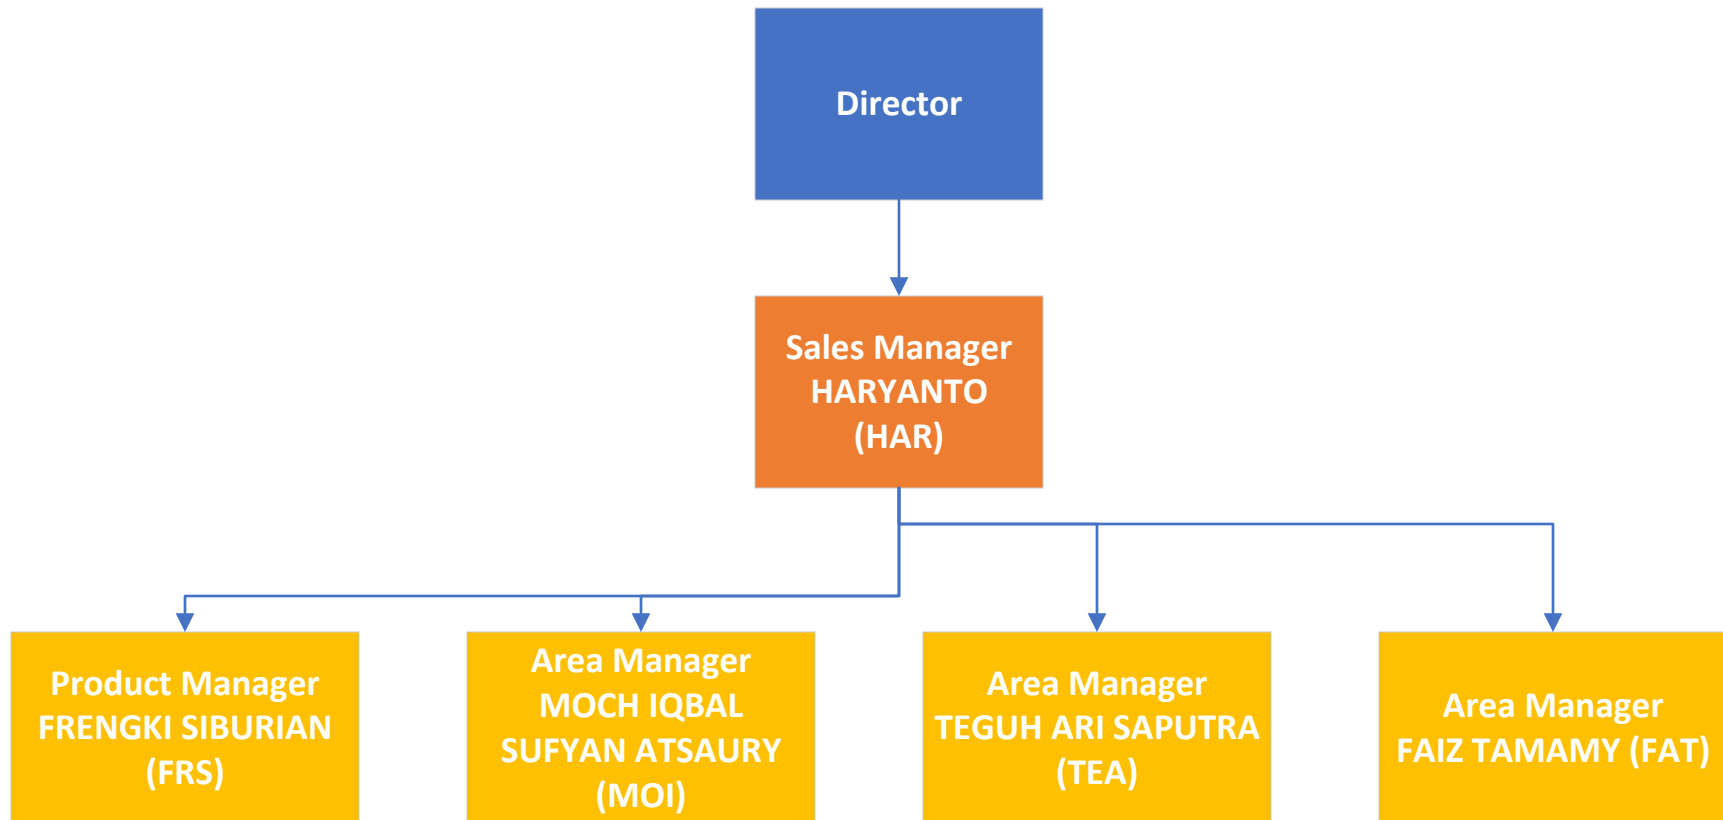 Director
Sales Manager
HARYANTO
(HAR)
Product Manager
FRENGKI SIBURIAN
(FRS)
Area Manager
MOCH IQBAL
SUFYAN ATSAURY
(MOI)
Area Manager
TEGUH ARI SAPUTRA
(TEA)
Area Manager
FAIZ TAMAMY (FAT)